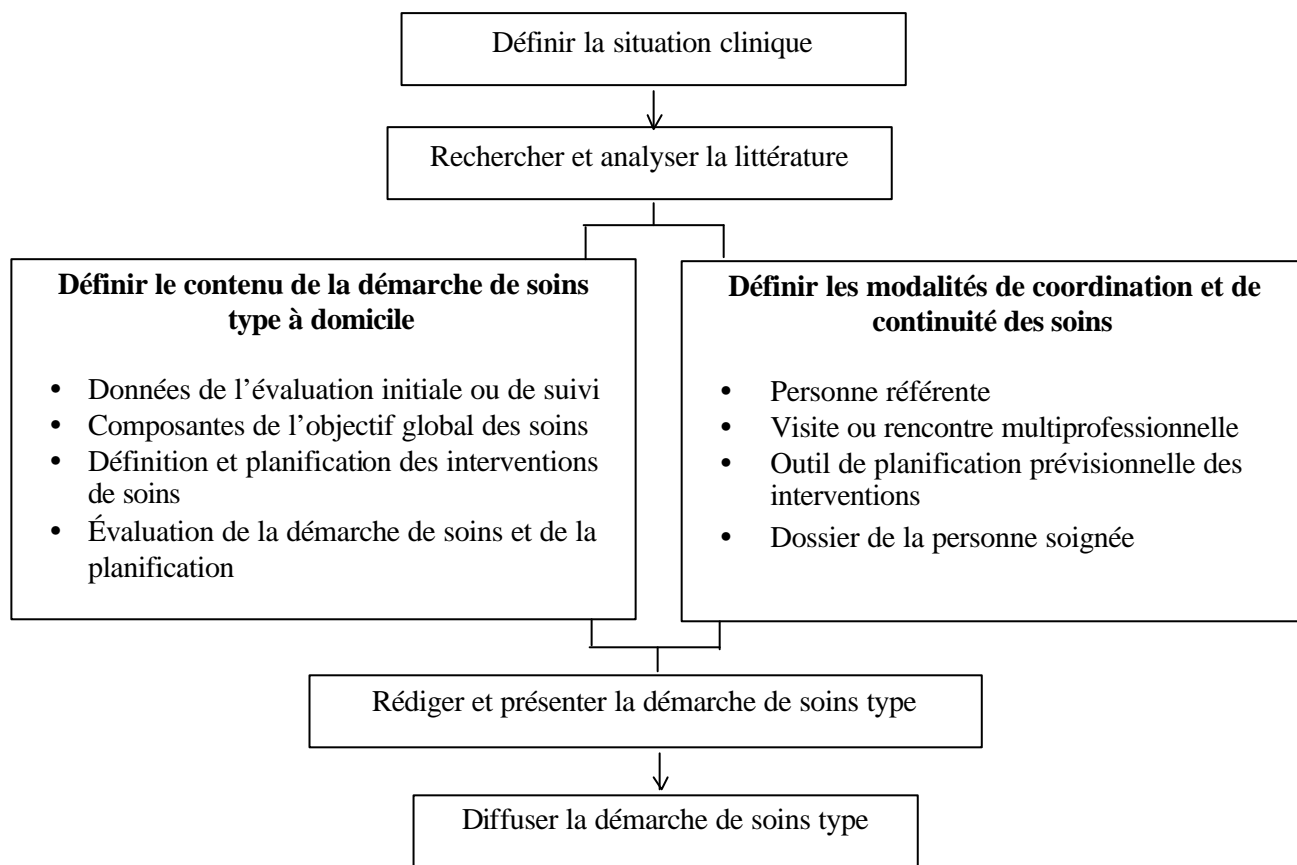 Définir la situation clinique
Rechercher et analyser la littérature
Définir le contenu de la démarche de soins
type à domicile
• Données de l’évaluation initiale ou de suivi
• Composantes de l’objectif global des soins
• Définition et planification des interventions
de soins
• Évaluation de la démarche de soins et de la
planification
Définir les modalités de coordination et de
continuité des soins
• Personne référente
• Visite ou rencontre multiprofessionnelle
• Outil de planification prévisionnelle des
interventions
• Dossier de la personne soignée
Rédiger et présenter la démarche de soins type
Diffuser la démarche de soins type